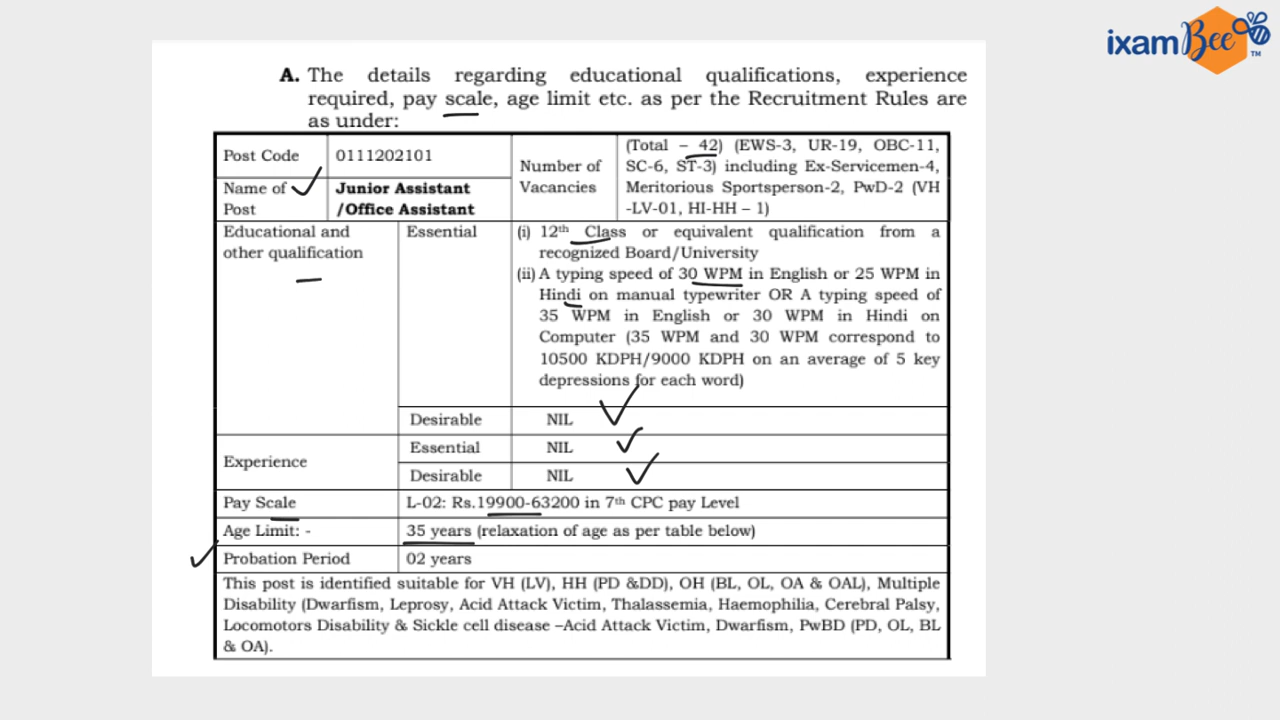 ixamBee
TM
A. The details regarding educational qualifications, experience
required, pay scale, age limit etc. as per the Recruitment Rules are
as under:
Post Code
0111202101
Number of
Vacancies
(Total – 42) (EWS-3, UR-19, OBC-11,
SC-6, ST-3) including Ex-Servicemen-4,
Meritorious Sportsperson-2, PwD-2 (VH
-LV-01, HI-HH – 1)
Name of
Post
Junior Assistant
/Office Assistant
Educational and
other qualification
Essential
(i) 12th Class or equivalent qualification from a
recognized Board/University
(ii) A typing speed of 30 WPM in English or 25 WPM in
Hindi on manual typewriter OR A typing speed of
35 WPM in English or 30 WPM in Hindi on
Computer (35 WPM and 30 WPM correspond to
10500 KDPH/9000 KDPH on an average of 5 key
depressions for each word)
Desirable NIL
Experience
Essential NIL
Desirable NIL
Pay Scale L-02: Rs.19900-63200 in 7th CPC pay Level
Age Limit: - 35 years (relaxation of age as per table below)
Probation Period 02 years
This post is identified suitable for VH (LV), HH (PD &DD), OH (BL, OL, OA & OAL), Multiple
Disability (Dwarfism, Leprosy, Acid Attack Victim, Thalassemia, Haemophilia, Cerebral Palsy,
Locomotors Disability & Sickle cell disease –Acid Attack Victim, Dwarfism, PwBD (PD, OL, BL
& OA).